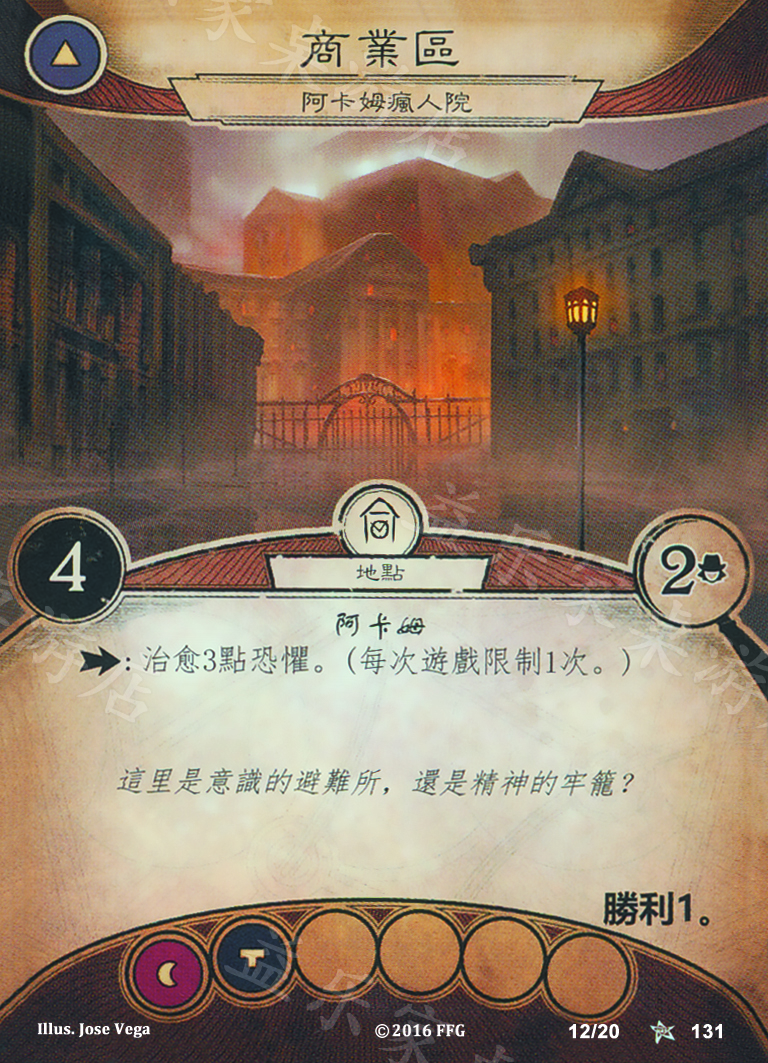 商業區
阿卡姆瘋人院
4
地點
2
阿卡姆
: 治愈3點恐懼。(每次遊戲限制1次。)
這里是意識的避難所，還是精神的牢籠？
勝利1。
Illus. Jose Vega
©2016 FFG
12/20
131